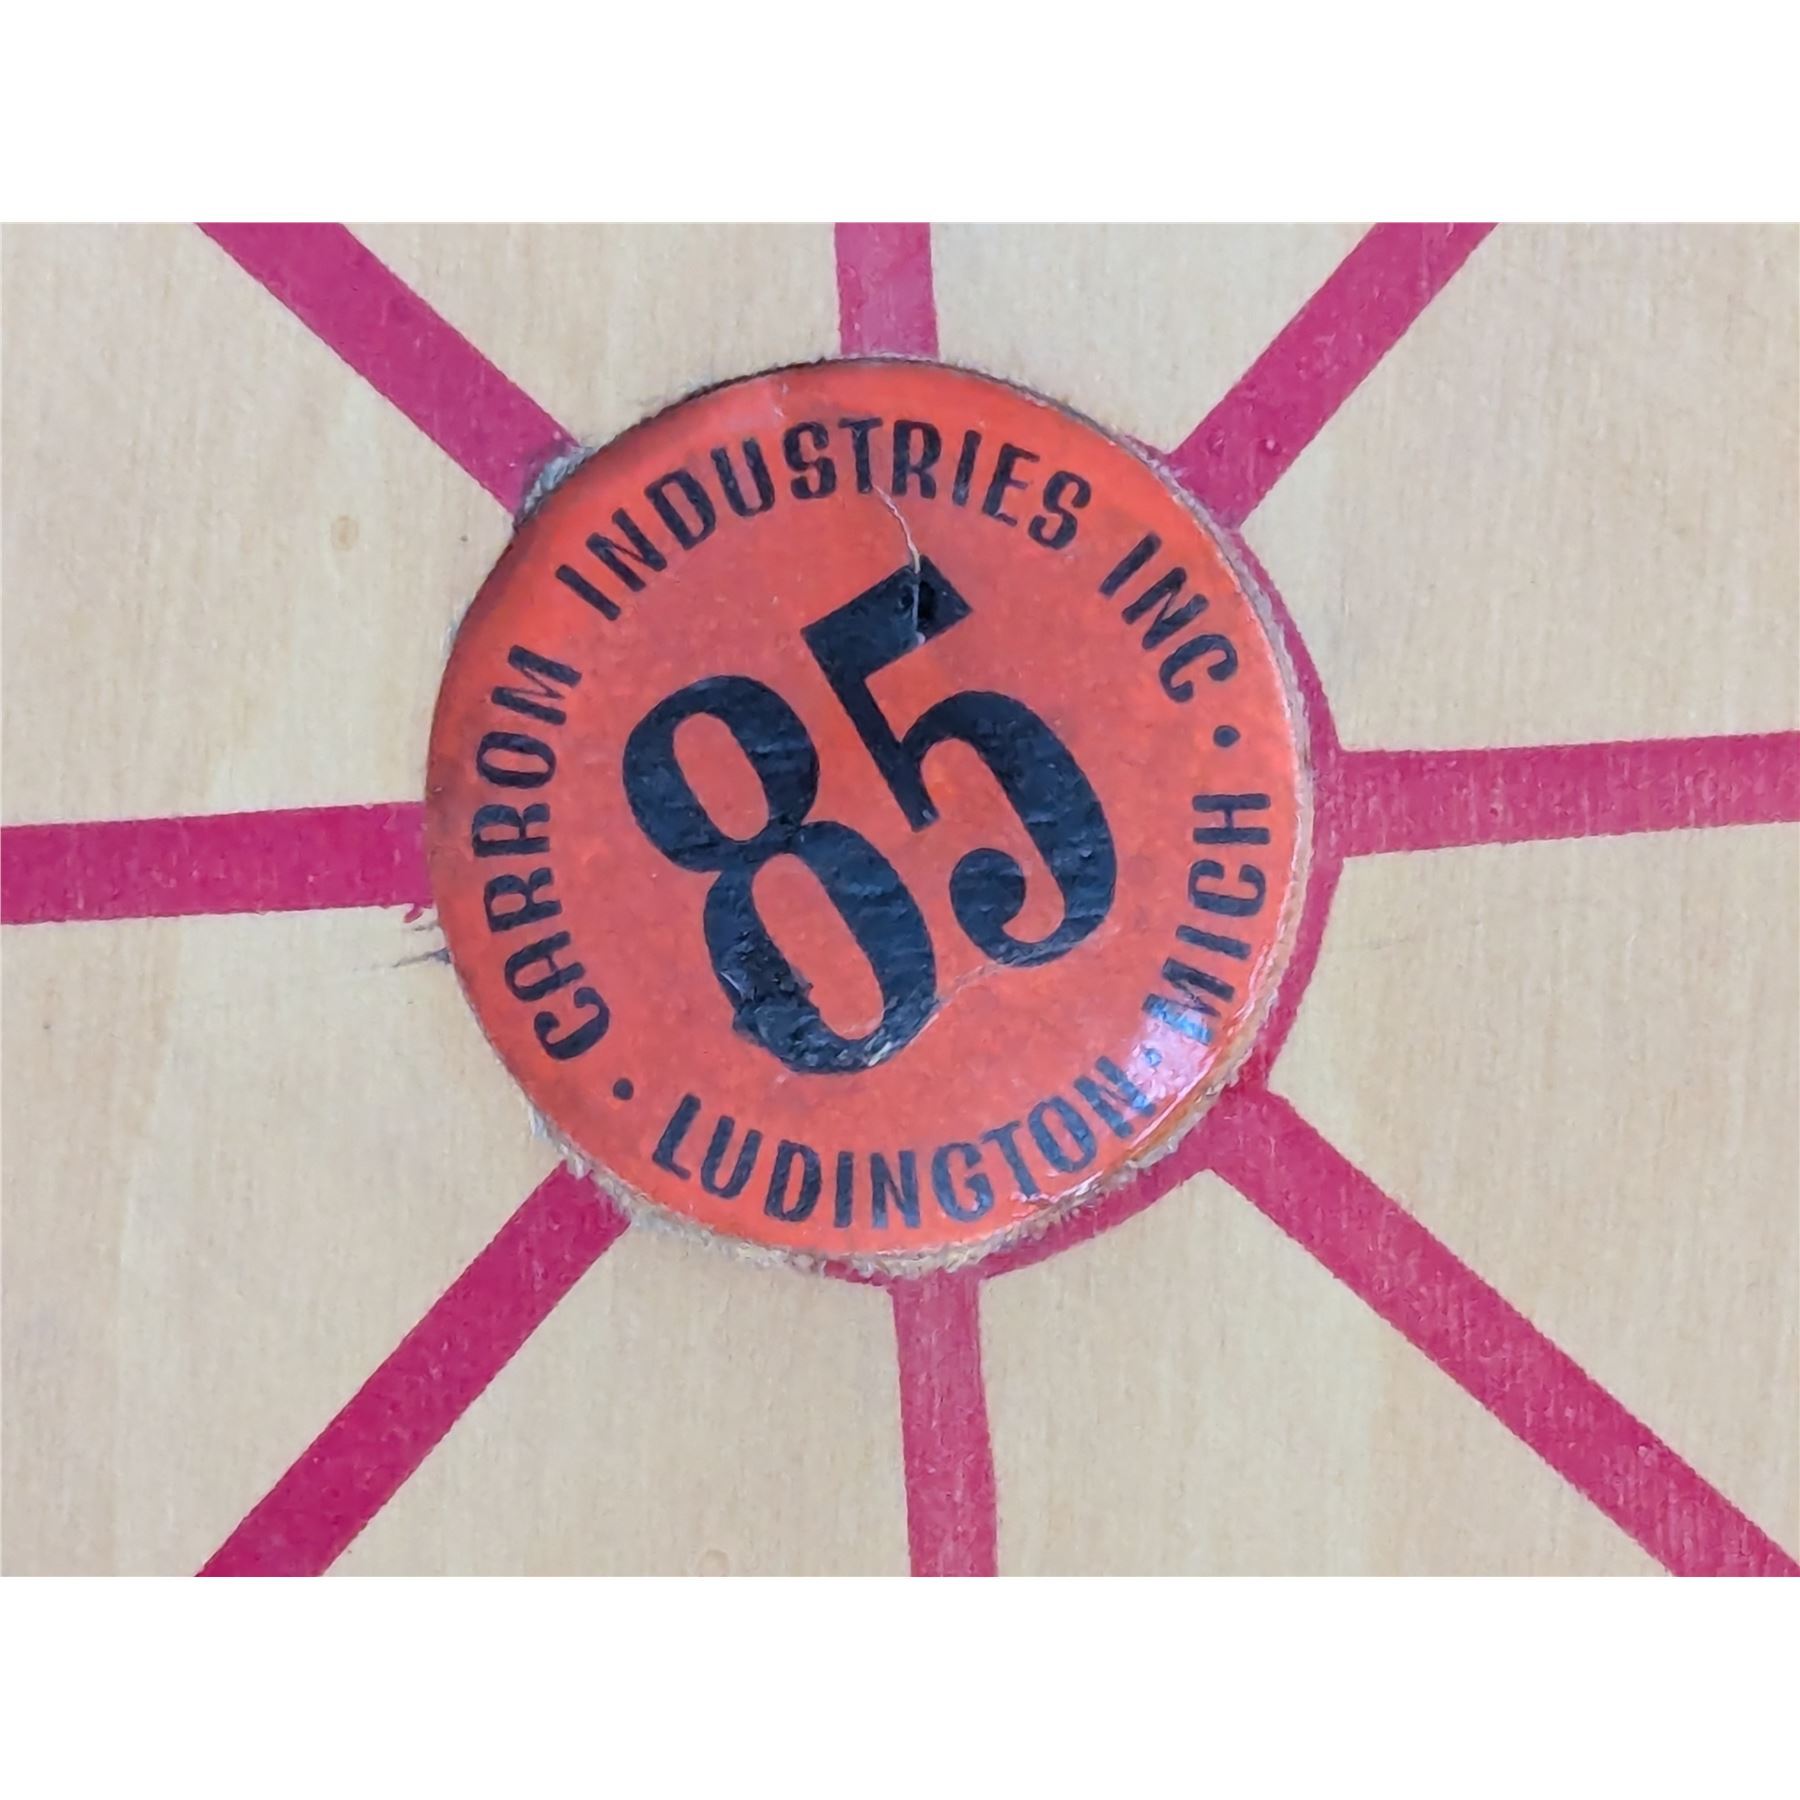 CARROM INDUSTRIES INC · MICH · LUDINGTON ·
85